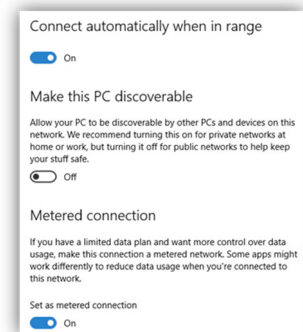 Connect automatically when in range
On
Make this PC discoverable
Allow your PC to be discoverable by other PCs and devices on this
network. We recommend turning this on for private networks at
home or work, but turning it off for public networks to help keep
your stuff safe.
Off
Metered connection
If you have a limited data plan and want more control over data
usage, make this connection a metered network. Some apps might
work differently to reduce data usage when you're connected to
this network.
Set as metered connection
On